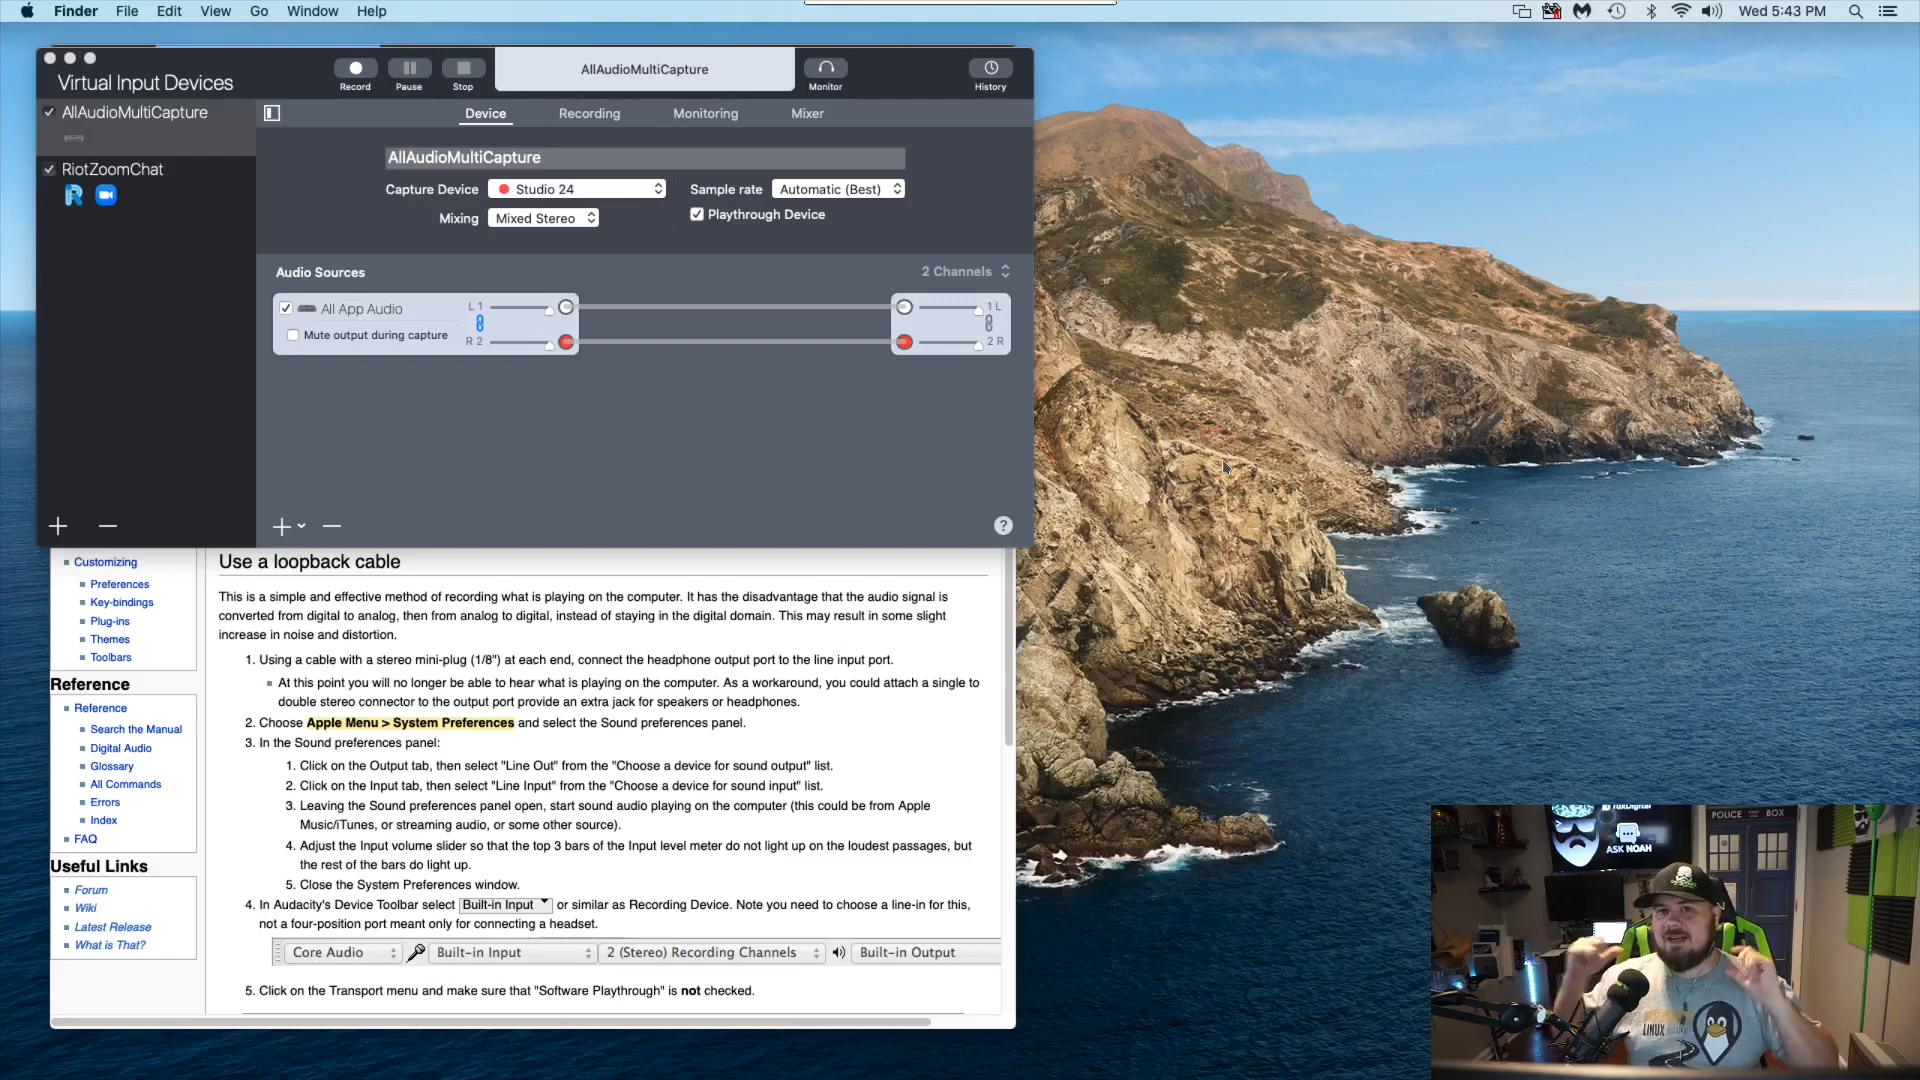 Finder File Edit View Go Window Help
Wed 5:43 PM
Virtual Input Devices
Record
Pause
Stop
AllAudioMultiCapture
Monitor
History
AllAudioMultiCapture
RiotZoomChat
Device Recording Monitoring Mixer
AllAudioMultiCapture
Capture Device Studio 24
Sample rate Automatic (Best)
Mixing Mixed Stereo
Playthrough Device
Audio Sources
2 Channels
All App Audio
L 1
1 L
Mute output during capture
R 2
2 R
?
Customizing
Preferences
Key-bindings
Plug-ins
Themes
Toolbars
Reference
Reference
Search the Manual
Digital Audio
Glossary
All Commands
Errors
Index
FAQ
Useful Links
Forum
Wiki
Latest Release
What is That?
Use a loopback cable
This is a simple and effective method of recording what is playing on the computer. It has the disadvantage that the audio signal is
converted from digital to analog, then from analog to digital, instead of staying in the digital domain. This may result in some slight
increase in noise and distortion.
1. Using a cable with a stereo mini-plug (1/8") at each end, connect the headphone output port to the line input port.
At this point you will no longer be able to hear what is playing on the computer. As a workaround, you could attach a single to
double stereo connector to the output port provide an extra jack for speakers or headphones.
2. Choose Apple Menu > System Preferences and select the Sound preferences panel.
3. In the Sound preferences panel:
1. Click on the Output tab, then select "Line Out" from the "Choose a device for sound output" list.
2. Click on the Input tab, then select "Line Input" from the "Choose a device for sound input" list.
3. Leaving the Sound preferences panel open, start sound audio playing on the computer (this could be from Apple
Music/iTunes, or streaming audio, or some other source).
4. Adjust the Input volume slider so that the top 3 bars of the Input level meter do not light up on the loudest passages, but
the rest of the bars do light up.
5. Close the System Preferences window.
4. In Audacity's Device Toolbar select Built-in Input or similar as Recording Device. Note you need to choose a line-in for this,
not a four-position port meant only for connecting a headset.
Core Audio
Built-in Input
2 (Stereo) Recording Channels
Built-in Output
5. Click on the Transport menu and make sure that "Software Playthrough" is not checked.
POLICE BOX
ASK NOAH
LINUX